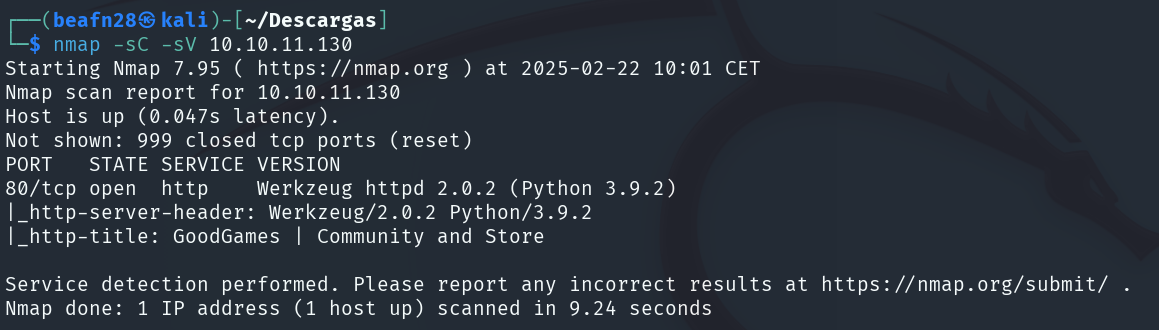 ┌──(beafn28㉿kali)-[~/Descargas]
└─$ nmap -sC -sV 10.10.11.130
Starting Nmap 7.95 ( https://nmap.org ) at 2025-02-22 10:01 CET
Nmap scan report for 10.10.11.130
Host is up (0.047s latency).
Not shown: 999 closed tcp ports (reset)
PORT   STATE SERVICE VERSION
80/tcp open  http    Werkzeug httpd 2.0.2 (Python 3.9.2)
|_http-server-header: Werkzeug/2.0.2 Python/3.9.2
|_http-title: GoodGames | Community and Store
Service detection performed. Please report any incorrect results at https://nmap.org/submit/ .
Nmap done: 1 IP address (1 host up) scanned in 9.24 seconds